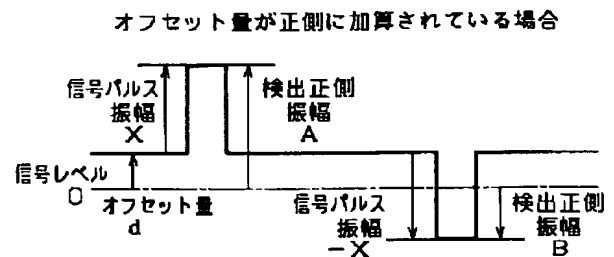 オフセット量が正側に加算されている場合
信号パルス
振幅
X
検出正側
振幅
A
信号レベル
0
オフセット量
d
信号パルス
振幅
-X
検出正側
振幅
B